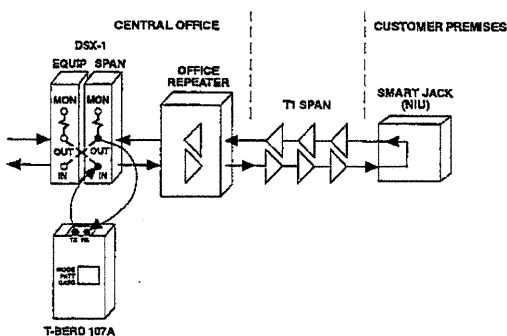 CENTRAL OFFICE
CUSTOMER PREMISES
DSX-1
EQUIP SPAN
OFFICE
REPEATER
SMART JACK
(NIU)
T1 SPAN
MON MON
OUT OUT
IN IN
TX
MODE
PATT
T-BERD 107A